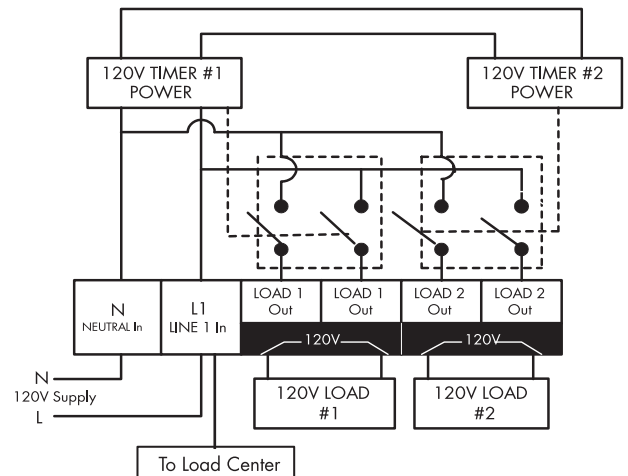 120V TIMER #1
POWER
120V TIMER #2
POWER
N
NEUTRAL In
L1
LINE 1 In
LOAD 1
Out
LOAD 1
Out
LOAD 2
Out
LOAD 2
Out
120V
120V
N
120V Supply
L
120V LOAD
#1
120V LOAD
#2
To Load Center